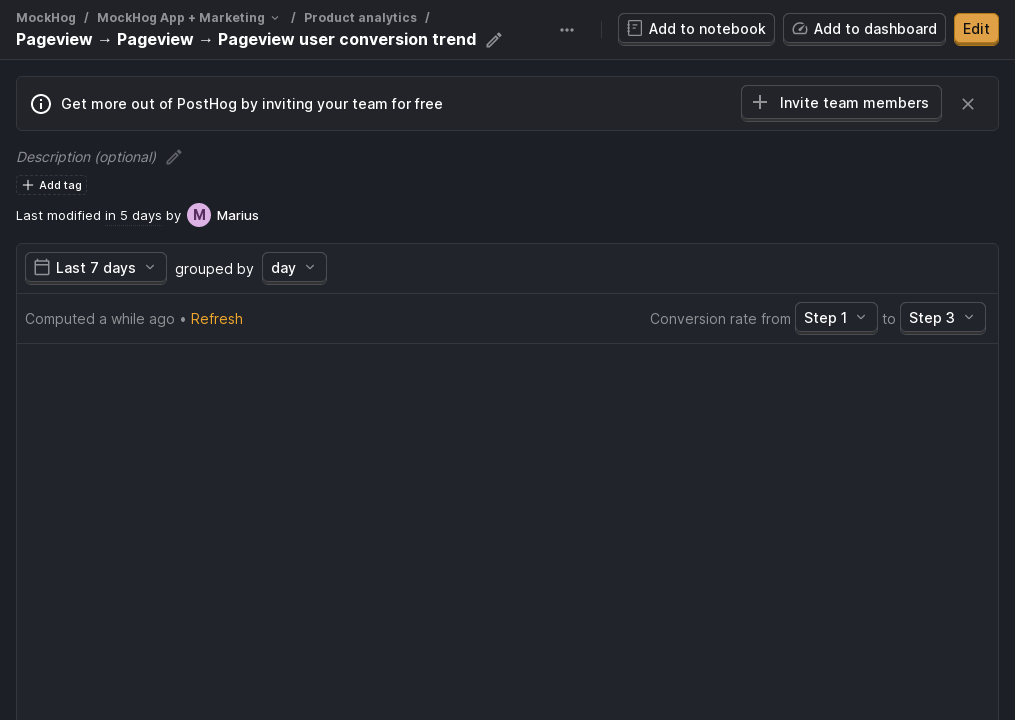 MockHog / MockHog App + Marketing / Product analytics /
Pageview → Pageview → Pageview user conversion trend
Add to notebook
Add to dashboard
Edit
Get more out of PostHog by inviting your team for free
Invite team members
Description (optional)
Add tag
Last modified in 5 days by M Marius
Last 7 days grouped by day
Computed a while ago • Refresh
Conversion rate from Step 1 to Step 3